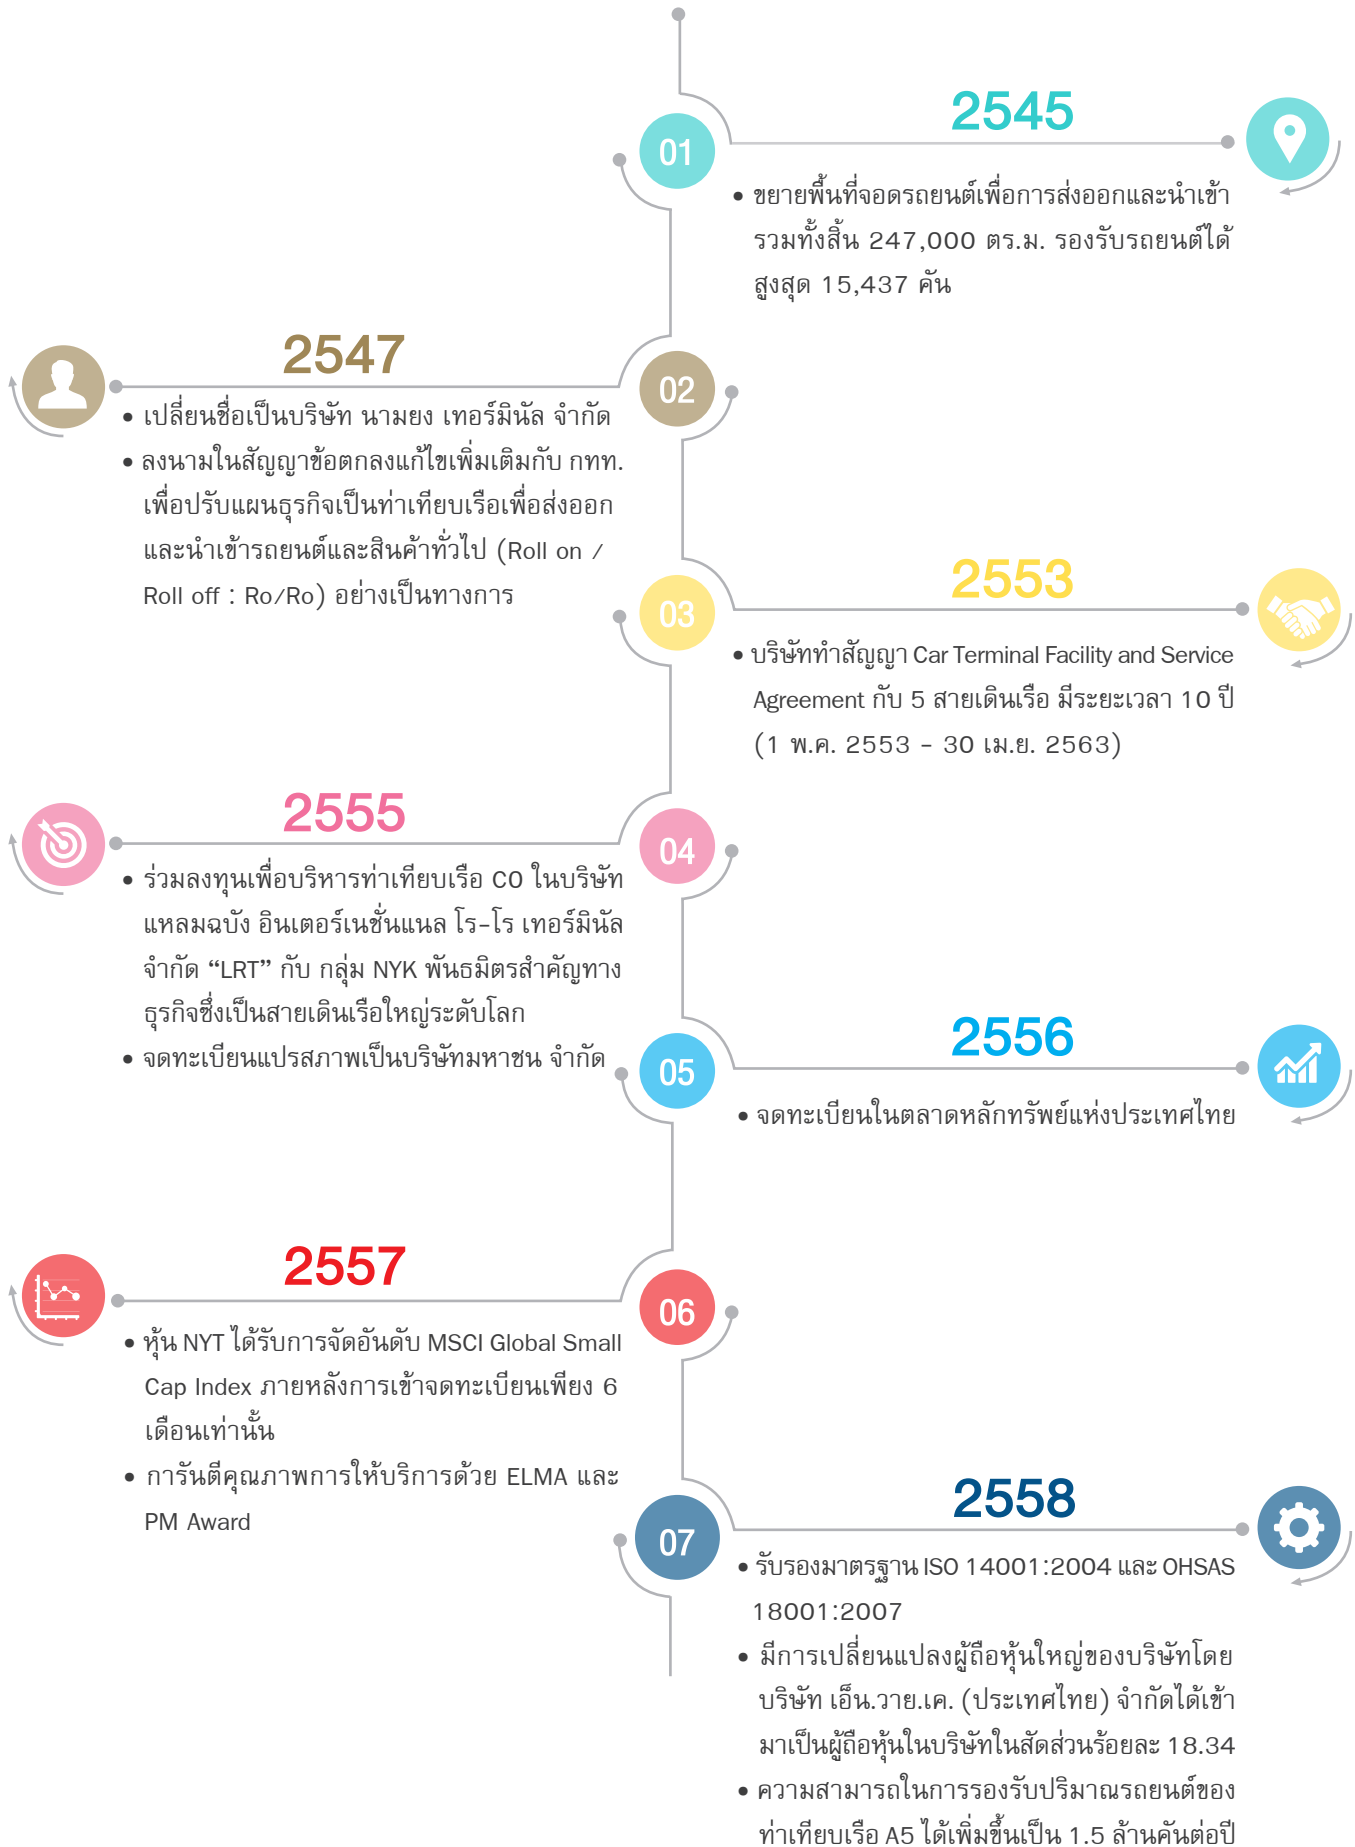 01
2545
• ขยายพื้นที่จอดรถยนต์เพื่อการส่งออกและนำเข้า
รวมทั้งสิ้น 247,000 ตร.ม. รองรับรถยนต์ได้
สูงสุด 15,437 คัน
02
2547
• เปลี่ยนชื่อเป็นบริษัท นามยง เทอร์มินัล จำกัด
• ลงนามในสัญญาข้อตกลงแก้ไขเพิ่มเติมกับ กทท.
เพื่อปรับแผนธุรกิจเป็นท่าเทียบเรือเพื่อส่งออก
และนำเข้ารถยนต์และสินค้าทั่วไป (Roll on /
Roll off : Ro/Ro) อย่างเป็นทางการ
03
2553
• บริษัททำสัญญา Car Terminal Facility and Service
Agreement กับ 5 สายเดินเรือ มีระยะเวลา 10 ปี
(1 พ.ค. 2553 - 30 เม.ย. 2563)
04
2555
• ร่วมลงทุนเพื่อบริหารท่าเทียบเรือ C0 ในบริษัท
แหลมฉบัง อินเตอร์เนชั่นแนล โร-โร เทอร์มินัล
จำกัด “LRT” กับ กลุ่ม NYK พันธมิตรสำคัญทาง
ธุรกิจซึ่งเป็นสายเดินเรือใหญ่ระดับโลก
• จดทะเบียนแปรสภาพเป็นบริษัทมหาชน จำกัด
05
2556
• จดทะเบียนในตลาดหลักทรัพย์แห่งประเทศไทย
06
2557
• หุ้น NYT ได้รับการจัดอันดับ MSCI Global Small
Cap Index ภายหลังการเข้าจดทะเบียนเพียง 6
เดือนเท่านั้น
• การันตีคุณภาพการให้บริการด้วย ELMA และ
PM Award
07
2558
• รับรองมาตรฐาน ISO 14001:2004 และ OHSAS
18001:2007
• มีการเปลี่ยนแปลงผู้ถือหุ้นใหญ่ของบริษัทโดย
บริษัท เอ็น.วาย.เค. (ประเทศไทย) จำกัดได้เข้า
มาเป็นผู้ถือหุ้นในบริษัทในสัดส่วนร้อยละ 18.34
• ความสามารถในการรองรับปริมาณรถยนต์ของ
ท่าเทียบเรือ A5 ได้เพิ่มขึ้นเป็น 1.5 ล้านคันต่อปี